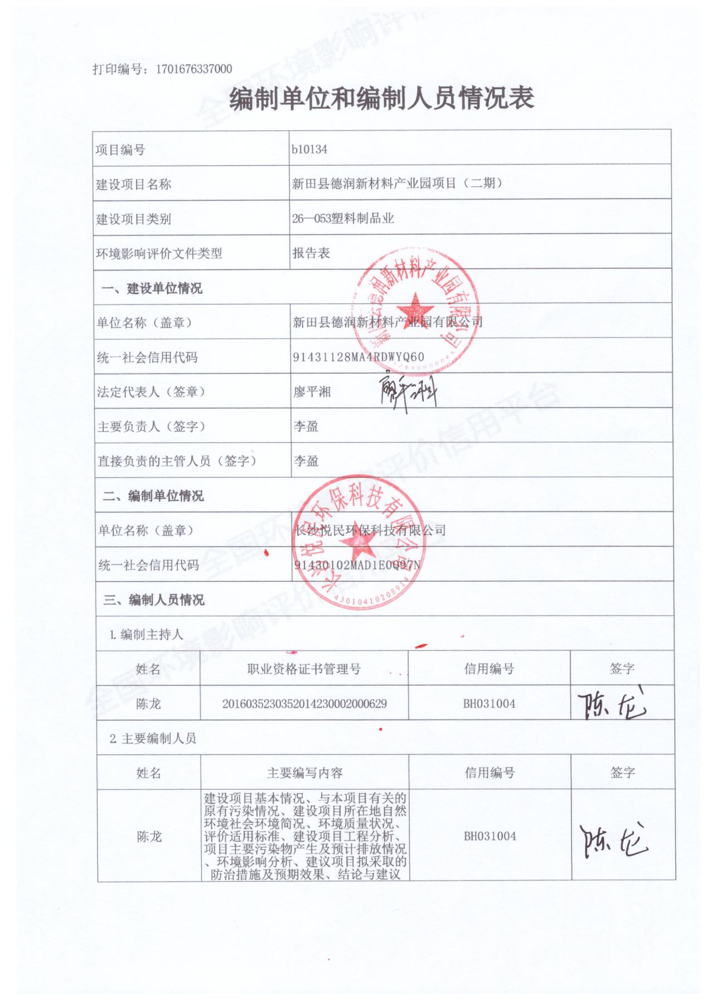 打印编号：1701676337000
编制单位和编制人员情况表
项目编号 b10134
建设项目名称 新田县德润新材料产业园项目（二期）
建设项目类别 26—053塑料制品业
环境影响评价文件类型 报告表
一、建设单位情况
单位名称（盖章） 新田县德润新材料产业园有限公司
统一社会信用代码 91431128MA4RDWYQ60
法定代表人（签章） 廖平湘 廖平湘
主要负责人（签字） 李盈
直接负责的主管人员（签字） 李盈
二、编制单位情况
单位名称（盖章） 长沙悦民环保科技有限公司
统一社会信用代码 91430102MAD1E0Q97N
长沙悦民环保科技有限公司
43010410208914
三、编制人员情况
1. 编制主持人
姓名 职业资格证书管理号 信用编号 签字
陈龙 2016035230352014230002000629 BH031004 陈龙
2. 主要编制人员
姓名 主要编写内容 信用编号 签字
建设项目基本情况、与本项目有关的
原有污染情况、建设项目所在地自然
环境社会环境简况、环境质量状况、
陈龙 评价适用标准、建设项目工程分析、 BH031004 陈龙
项目主要污染物产生及预计排放情况
、环境影响分析、建议项目拟采取的
防治措施及预期效果、结论与建议
全国环境影响评价信用平台